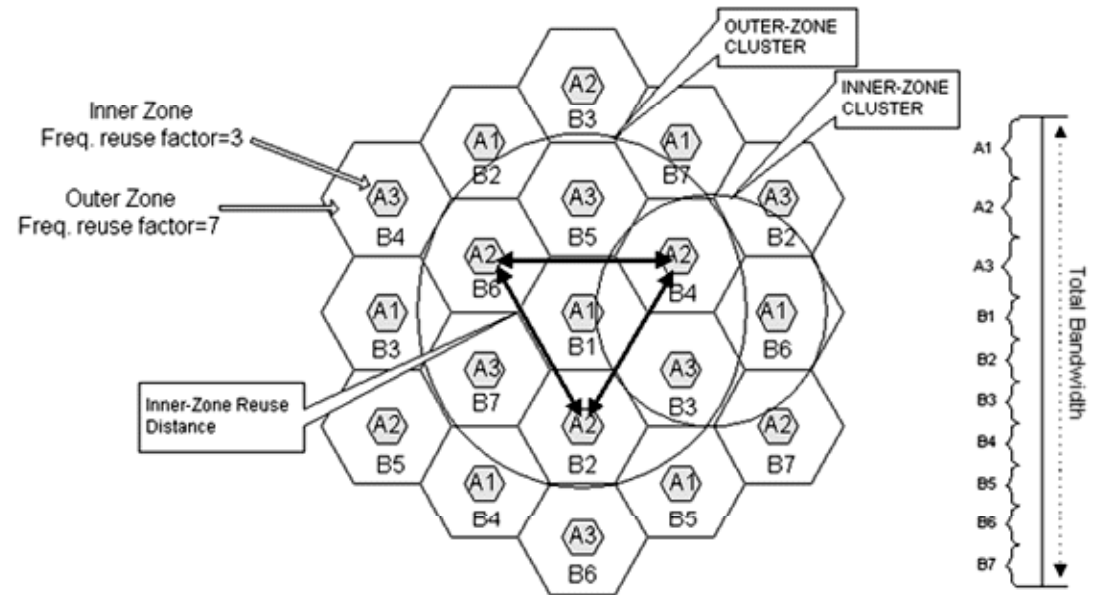 OUTER-ZONE
CLUSTER
INNER-ZONE
CLUSTER
Inner Zone
Freq. reuse factor=3
Outer Zone
Freq. reuse factor=7
A2
B3
A1
B2
A1
B7
A3
B4
A3
B5
A3
B2
A2
B6
A2
B4
A1
B3
A1
B1
A1
B6
A3
B7
A3
B3
Inner-Zone Reuse
Distance
A2
B5
A2
B2
A2
B7
A1
B4
A1
B5
A3
B6
A1
A2
A3
B1
B2
B3
B4
B5
B6
B7
Total Bandwidth